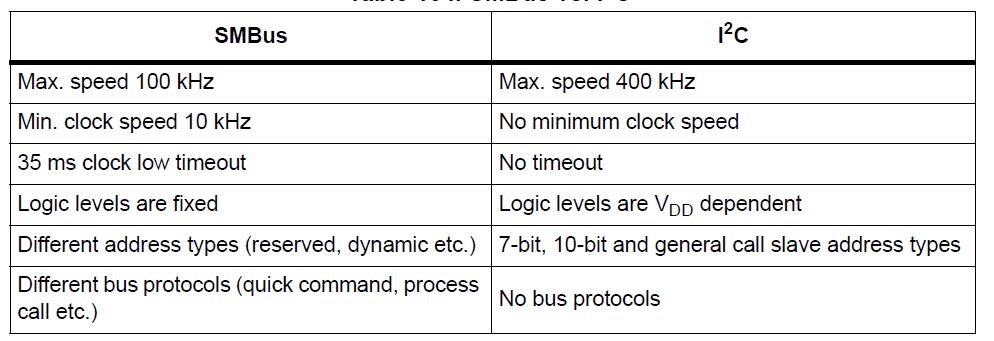 SMBus I²C
Max. speed 100 kHz Max. speed 400 kHz
Min. clock speed 10 kHz No minimum clock speed
35 ms clock low timeout No timeout
Logic levels are fixed Logic levels are VDD dependent
Different address types (reserved, dynamic etc.) 7-bit, 10-bit and general call slave address types
Different bus protocols (quick command, process
call etc.) No bus protocols